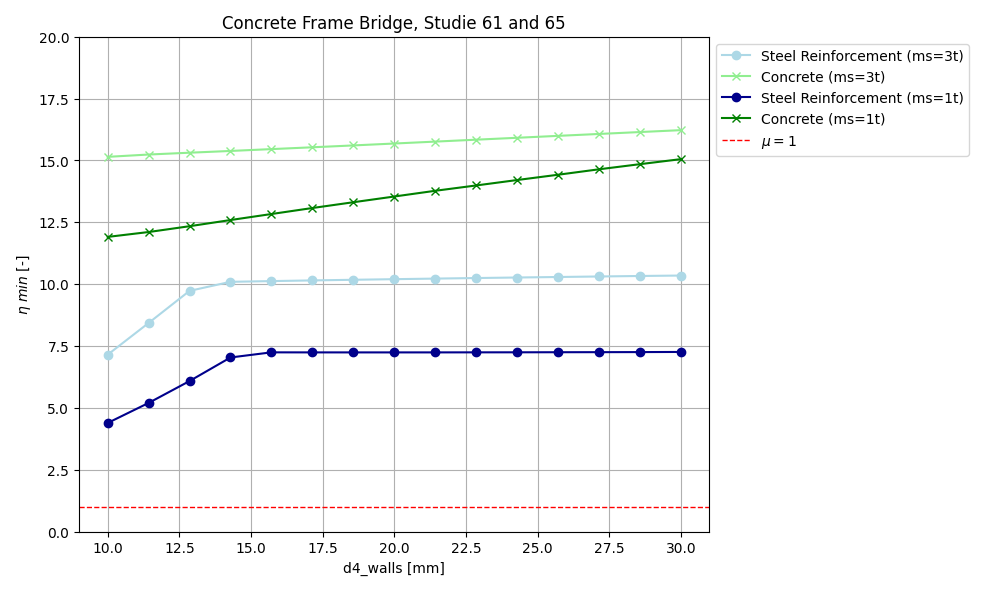 Concrete Frame Bridge, Studie 61 and 65
20.0
17.5
15.0
12.5
10.0
7.5
5.0
2.5
0.0
η min [-]
10.0 12.5 15.0 17.5 20.0 22.5 25.0 27.5 30.0
d4_walls [mm]
Steel Reinforcement (ms=3t)
Concrete (ms=3t)
Steel Reinforcement (ms=1t)
Concrete (ms=1t)
μ = 1